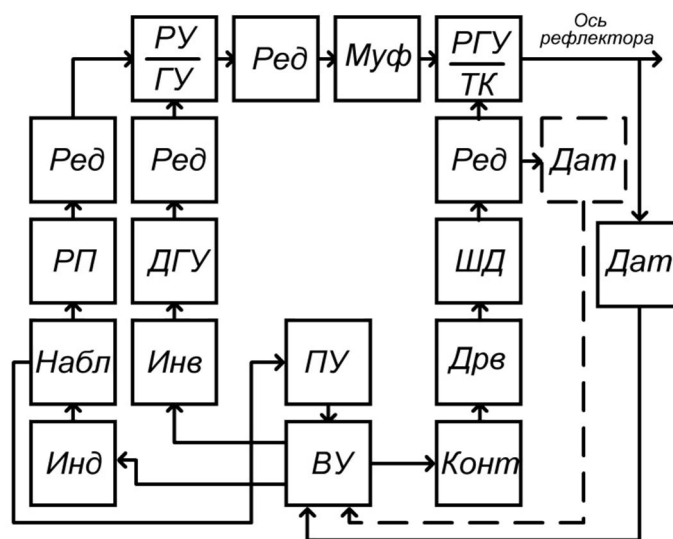 Ось
рефлектора
РУ
ГУ
Ред
Муф
РГУ
ТК
Ред
Ред
Ред
Дат
РП
ДГУ
ШД
Дат
Набл
Инв
ПУ
Дрв
Инд
ВУ
Конт